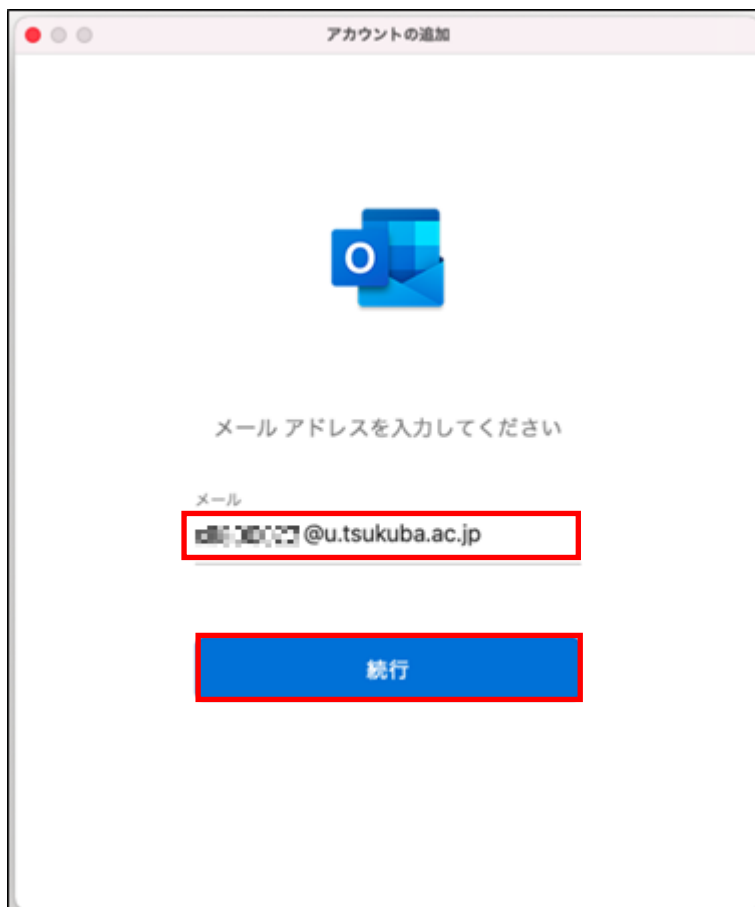 アカウントの追加
O
メール アドレスを入力してください
メール
@u.tsukuba.ac.jp
続行